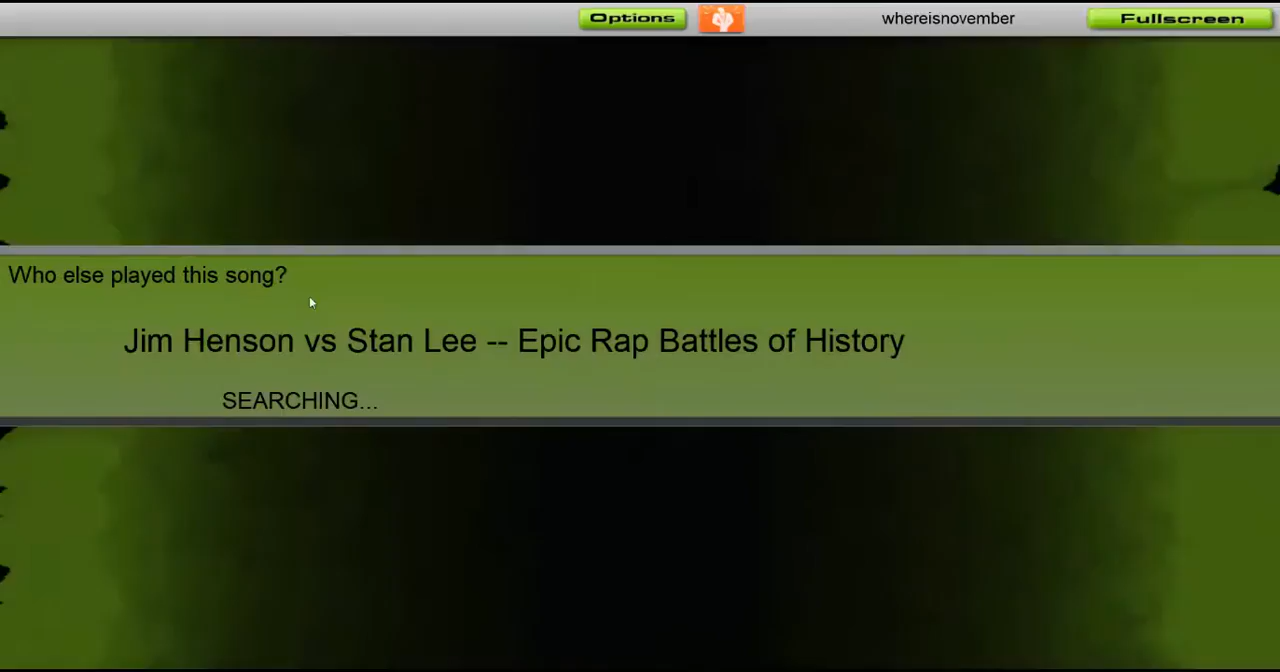 Options
whereisnovember
Fullscreen
Who else played this song?
Jim Henson vs Stan Lee -- Epic Rap Battles of History
SEARCHING...